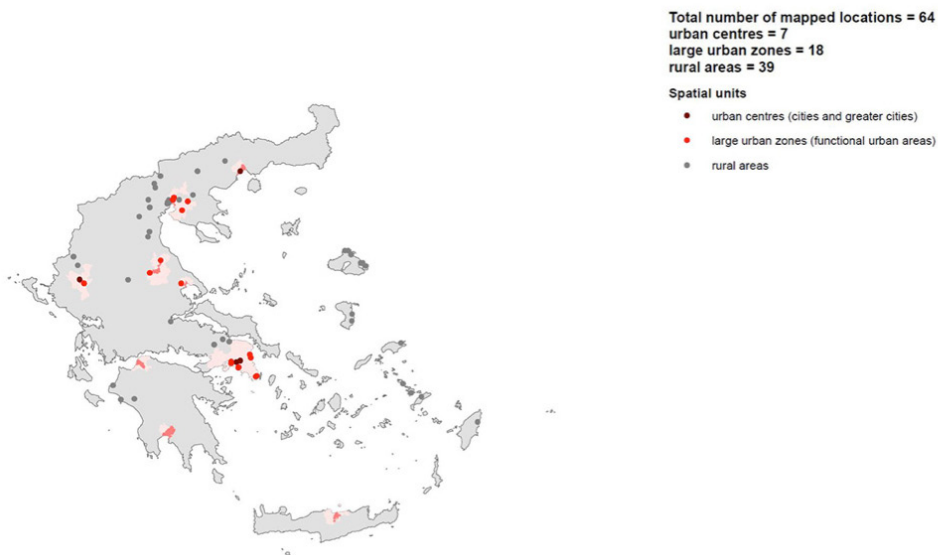 Total number of mapped locations = 64
urban centres = 7
large urban zones = 18
rural areas = 39
Spatial units
urban centres (cities and greater cities)
large urban zones (functional urban areas)
rural areas